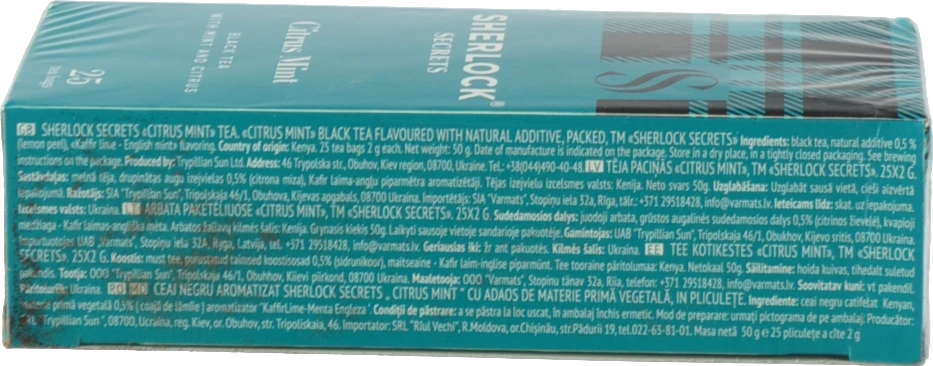 SHERLOCK®
SECRETS
Citrus Mint
BLACK TEA
WITH MINT AND CITRUS
25
tea bags
S
GB SHERLOCK SECRETS «CITRUS MINT» TEA. «CITRUS MINT» BLACK TEA FLAVOURED WITH NATURAL ADDITIVE, PACKED, TM «SHERLOCK SECRETS» Ingredients: black tea, natural additive 0,5 %
(lemon peel), «Kaffir lime - English mint» flavoring. Country of origin: Kenya. 25 tea bags 2 g each. Net weight: 50 g. Date of manufacture is indicated on the package. Store in a dry place, in a tightly closed packaging. See brewing
instructions on the package. Produced by: Trypillian Sun Ltd. Address: 46 Trypolska str., Obuhov, Kiev region, 08700, Ukraine. Tel.: +38(044)490-40-48. LV TĒJA PACIŅĀS «CITRUS MINT», TM «SHERLOCK SECRETS», 25X2 G.
Sastāvdaļas: melnā tēja, drupinātas auga izejvielas 0,5% (citrona miza), Kafir laima-angļu piparmētra aromatizētāji. Tējas izejvielu izcelsmes valsts: Kenija. Neto svars 50g. Uzglabāšana: Uzglabāt sausā vietā, cieši aizvērtā
iepakojumā. Ražotājs: SIA "Trypillian Sun", Tripoļskaja 46/1, Obuhova, Kijevas apgabals, 08700 Ukraina. Importētājs: SIA "Varmats", Stopiņu iela 32a, Rīga, tālr.: +371 29518428, info@varmats.lv. Ieteicams līdz: skat. uz iepakojuma.
Izcelsmes valsts: Ukraina. LT ARBATA PAKETĖLIUOSE «CITRUS MINT», TM «SHERLOCK SECRETS», 25X2 G. Sudedamosios dalys: juodoji arbata, grūstos augalinės sudedamosios dalys 0,5% (citrinos žievelė), kvapioji
medžiaga - Kafir laimas-anglų mėta. Arbatos žaliavų kilmės šalis: Kenija. Grynasis kiekis 50g. Laikyti sausoje vietoje sandarioje pakuotėje. Gamintojas: UAB "Trypillian Sun", Tripolskaja 46/1, Obukhov, Kijevo sritis, 08700 Ukraina.
Importuotojas UAB "Varmats", Stopiņu iela 32A, Ryga, Latvija, tel. +371 29518428, info@varmats.lv. Geriausias iki: žr ant pakuotės. Kilmės šalis: Ukraina. EE TEE KOTIKESTES «CITRUS MINT», TM «SHERLOCK
SECRETS», 25X2 G. Koostis: must tee, peenestatud taimsed koostisosad 0,5% (sidrunikoor), maitseaine - Kafir laim-inglise piparmünt. Tee tooraine päritolumaa: Kenya. Netokaal 50g. Säilitamine: hoida kuivas, tihedalt suletud
pakendis. Tootja: OOO "Trypillian Sun", Tripolskaja 46/1, Obukhov, Kiievi piirkond, 08700 Ukraina. Maaletooja: OOO "Varmats", Stopinu tänav 32a, Riia, telefon: +371 29518428, info@varmats.lv. Soovitatav kuni: vt pakendil.
Päritoluriik: Ukraina. RO MD CEAI NEGRU AROMATIZAT SHERLOCK SECRETS „ CITRUS MINT " CU ADAOS DE MATERIE PRIMĂ VEGETALĂ, IN PLICULEȚE. Ingrediente: ceai negru catifelat Kenyan,
materie primă vegetală 0,5% ( coajă de lămîie ) aromatizator "KaffirLime-Menta Engleza". Condiții de păstrare: a se păstra la loc uscat, în ambalaj închis ermetic. Mod de preparare: urmați pictograma de pe ambalaj. Producător:
"Trypillian Sun",08700, Ucraina, reg. Kiev, or. Obuhov, str. Tripoliskaia, 46. Importator: SRL "Rîul Vechi", R.Moldova, or.Chișinău, str.Pădurii 19, tel.022-63-81-01. Masa netă 50 g e 25 pliculețe a cîte 2 g